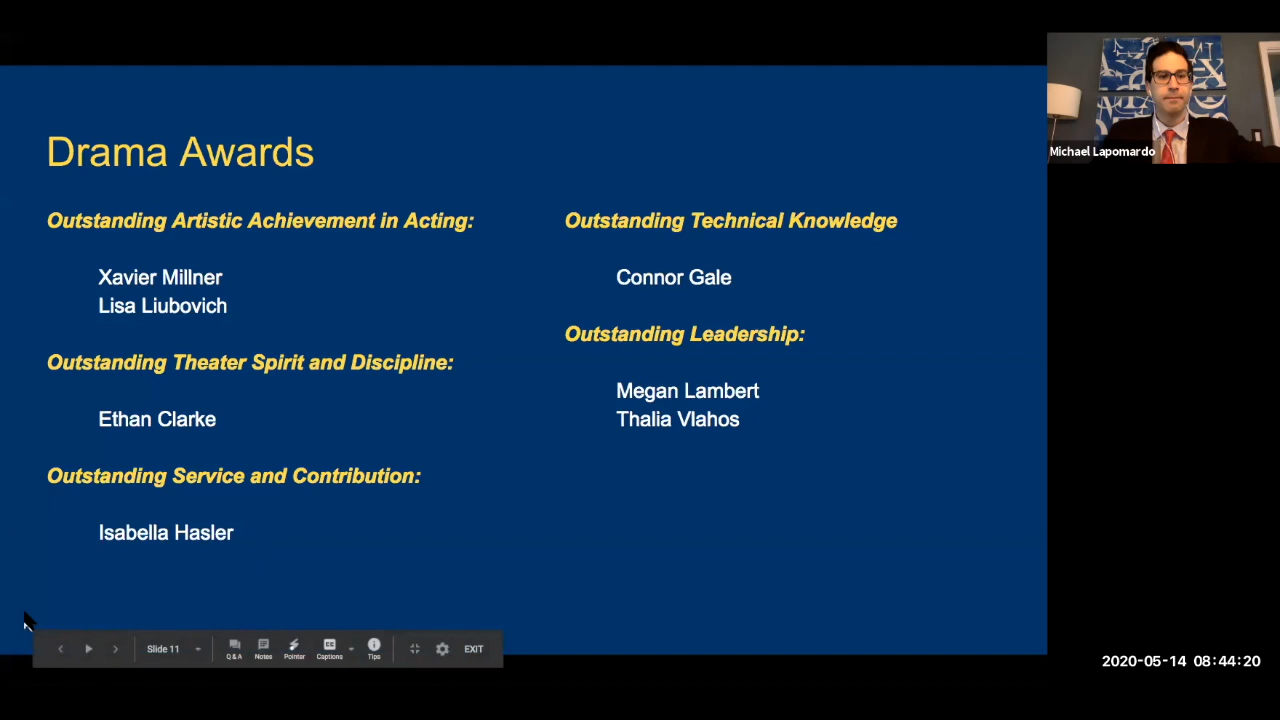 Drama Awards
Outstanding Artistic Achievement in Acting:
Xavier Millner
Lisa Liubovich
Outstanding Theater Spirit and Discipline:
Ethan Clarke
Outstanding Service and Contribution:
Isabella Hasler
Outstanding Technical Knowledge
Connor Gale
Outstanding Leadership:
Megan Lambert
Thalia Vlahos
Michael Lapomardo
Slide 11
Q & A
Notes
Pointer
CC
Captions
Tips
EXIT
2020-05-14 08:44:20